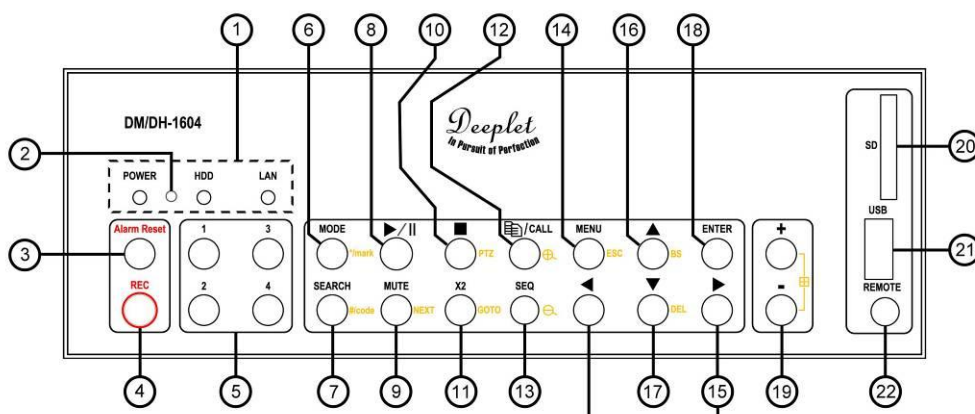 1 6 8 10 12 14 16 18
DM/DH-1604
Deeplet
In Pursuit of Perfection
2
POWER HDD LAN
SD
20
Alarm Reset
1 3
MODE
*/mark
▶/II
■
PTZ
/CALL
MENU
ESC
▲
BS
ENTER
+
USB
3
21
REC
2 4
SEARCH
#/code
MUTE
NEXT
X2
GOTO
SEQ
◀
▼
DEL
▶
-
REMOTE
4 5 7 9 11 13 17 15 19 22